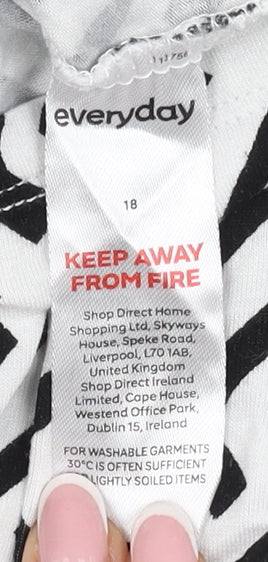 everyday
18
KEEP AWAY
FROM FIRE
Shop Direct Home
Shopping Ltd, Skyways
House, Speke Road,
Liverpool, L70 1AB,
United Kingdom
Shop Direct Ireland
Limited, Cape House,
Westend Office Park,
Dublin 15, Ireland
FOR WASHABLE GARMENTS
30°C IS OFTEN SUFFICIENT
LIGHTLY SOILED ITEMS